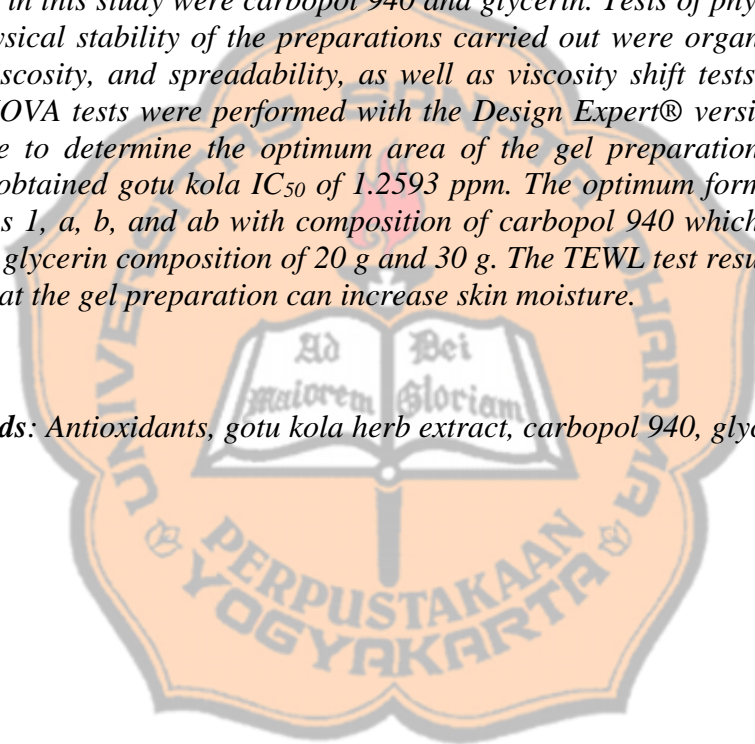 in this study were carbopol 940 and glycerin. Tests of phy
ysical stability of the preparations carried out were organ
scosity, and spreadability, as well as viscosity shift tests
OVA tests were performed with the Design Expert® versi
e to determine the optimum area of the gel preparation
obtained gotu kola IC50 of 1.2593 ppm. The optimum form
s 1, a, b, and ab with composition of carbopol 940 which
glycerin composition of 20 g and 30 g. The TEWL test resu
at the gel preparation can increase skin moisture.
ds: Antioxidants, gotu kola herb extract, carbopol 940, glyc
UNIVERSITAS SANATA DHARMA
Ad Dei
maiorem Gloriam
PERPUSTAKAAN
YOGYAKARTA